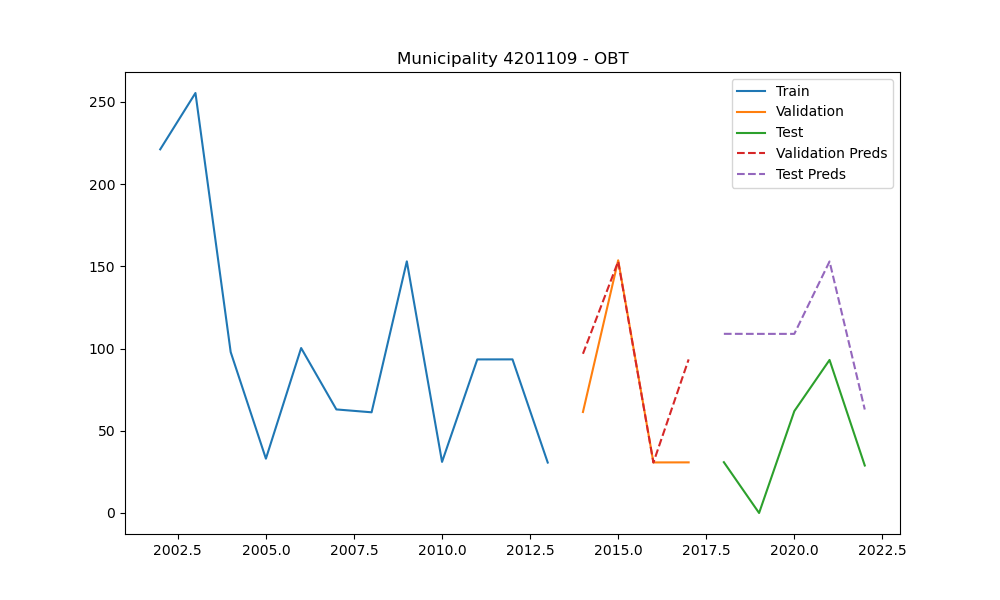 Municipality 4201109 - OBT
Train
Validation
Test
Validation Preds
Test Preds
250
200
150
100
50
0
2002.5 2005.0 2007.5 2010.0 2012.5 2015.0 2017.5 2020.0 2022.5